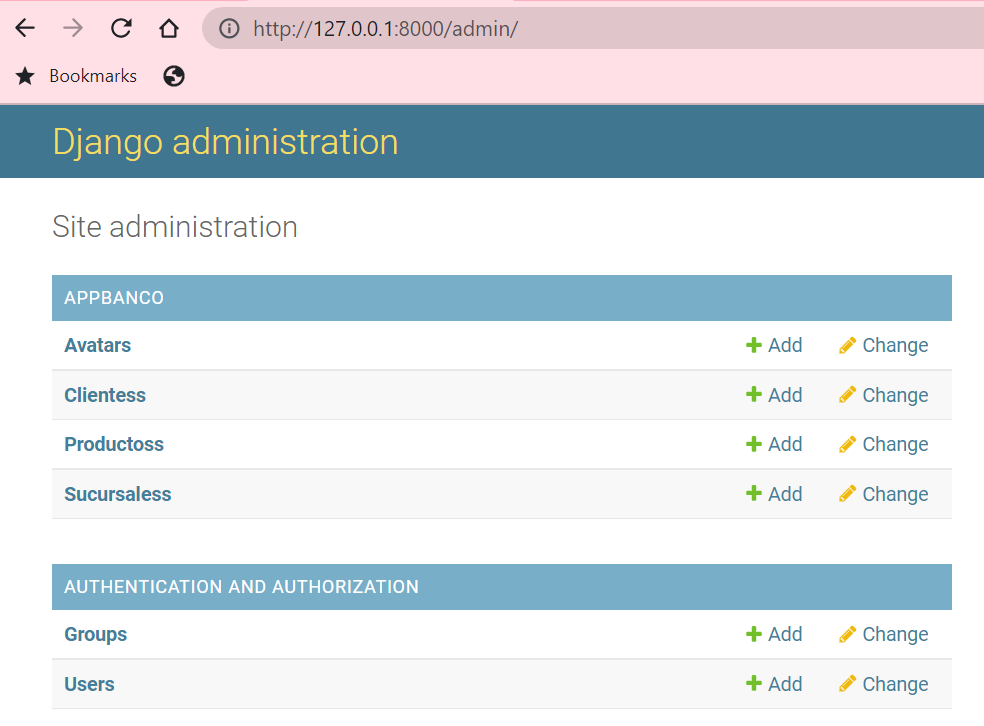 http://127.0.0.1:8000/admin/
Bookmarks
Django administration
Site administration
APPBANCO
Avatars Add Change
Clientess Add Change
Productoss Add Change
Sucursaless Add Change
AUTHENTICATION AND AUTHORIZATION
Groups Add Change
Users Add Change